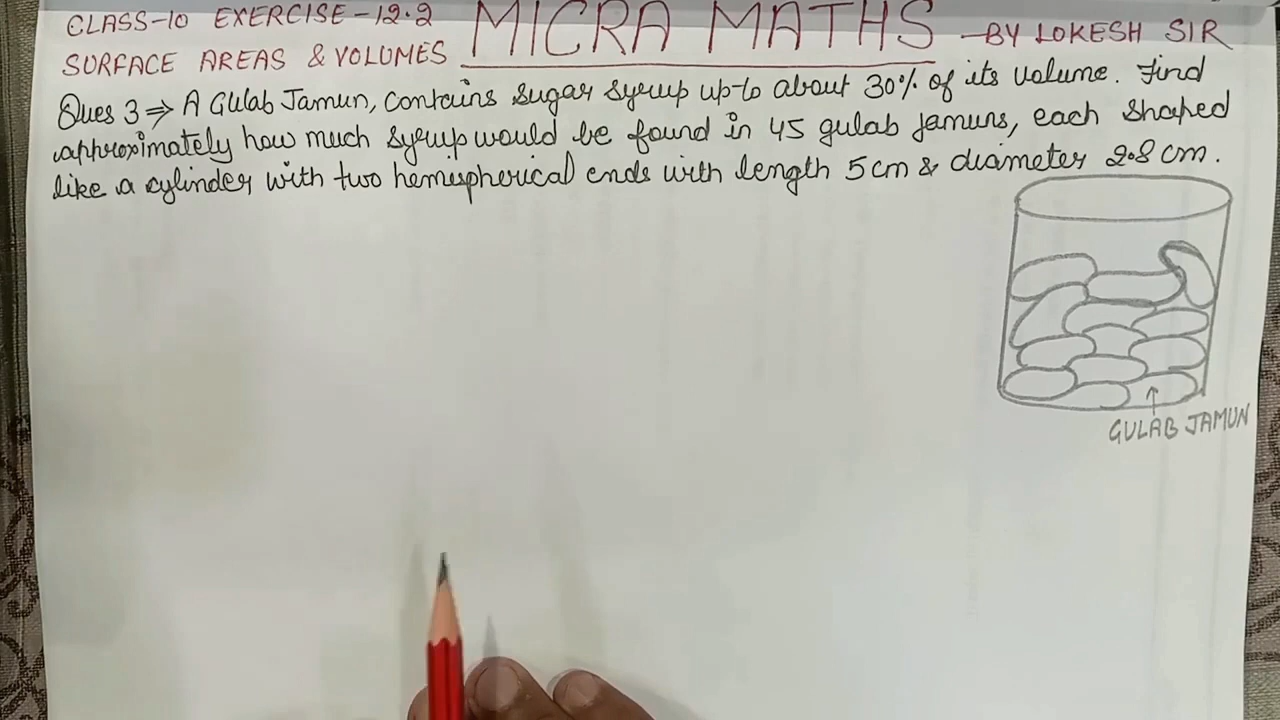 CLASS-10 EXERCISE-12.2
SURFACE AREAS & VOLUMES
MICRA MATHS -BY LOKESH SIR
Ques 3 ⇒ A Gulab Jamun, contains sugar syrup up-to about 30% of its volume. Find
approximately how much syrup would be found in 45 gulab jamuns, each shaped
like a cylinder with two hemispherical ends with length 5 cm & diameter 2.8 cm.
GULAB JAMUN